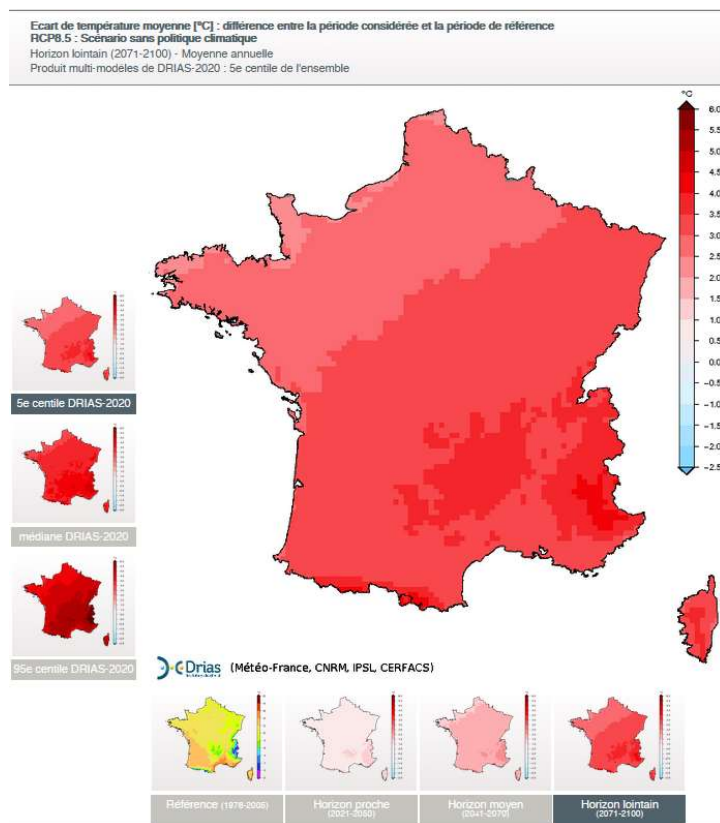 Ecart de température moyenne [°C] : différence entre la période considérée et la période de référence
RCP8.5 : Scénario sans politique climatique
Horizon lointain (2071-2100) - Moyenne annuelle
Produit multi-modèles de DRIAS-2020 : 5e centile de l'ensemble
°C
6.0
5.5
5.0
4.5
4.0
3.5
3.0
2.5
2.0
1.5
1.0
0.5
0.0
−0.5
−1.0
−1.5
−2.0
−2.5
5e centile DRIAS-2020
médiane DRIAS-2020
95e centile DRIAS-2020
Drias (Météo-France, CNRM, IPSL, CERFACS)
Référence (1976-2005)
Horizon proche
(2021-2050)
Horizon moyen
(2041-2070)
Horizon lointain
(2071-2100)